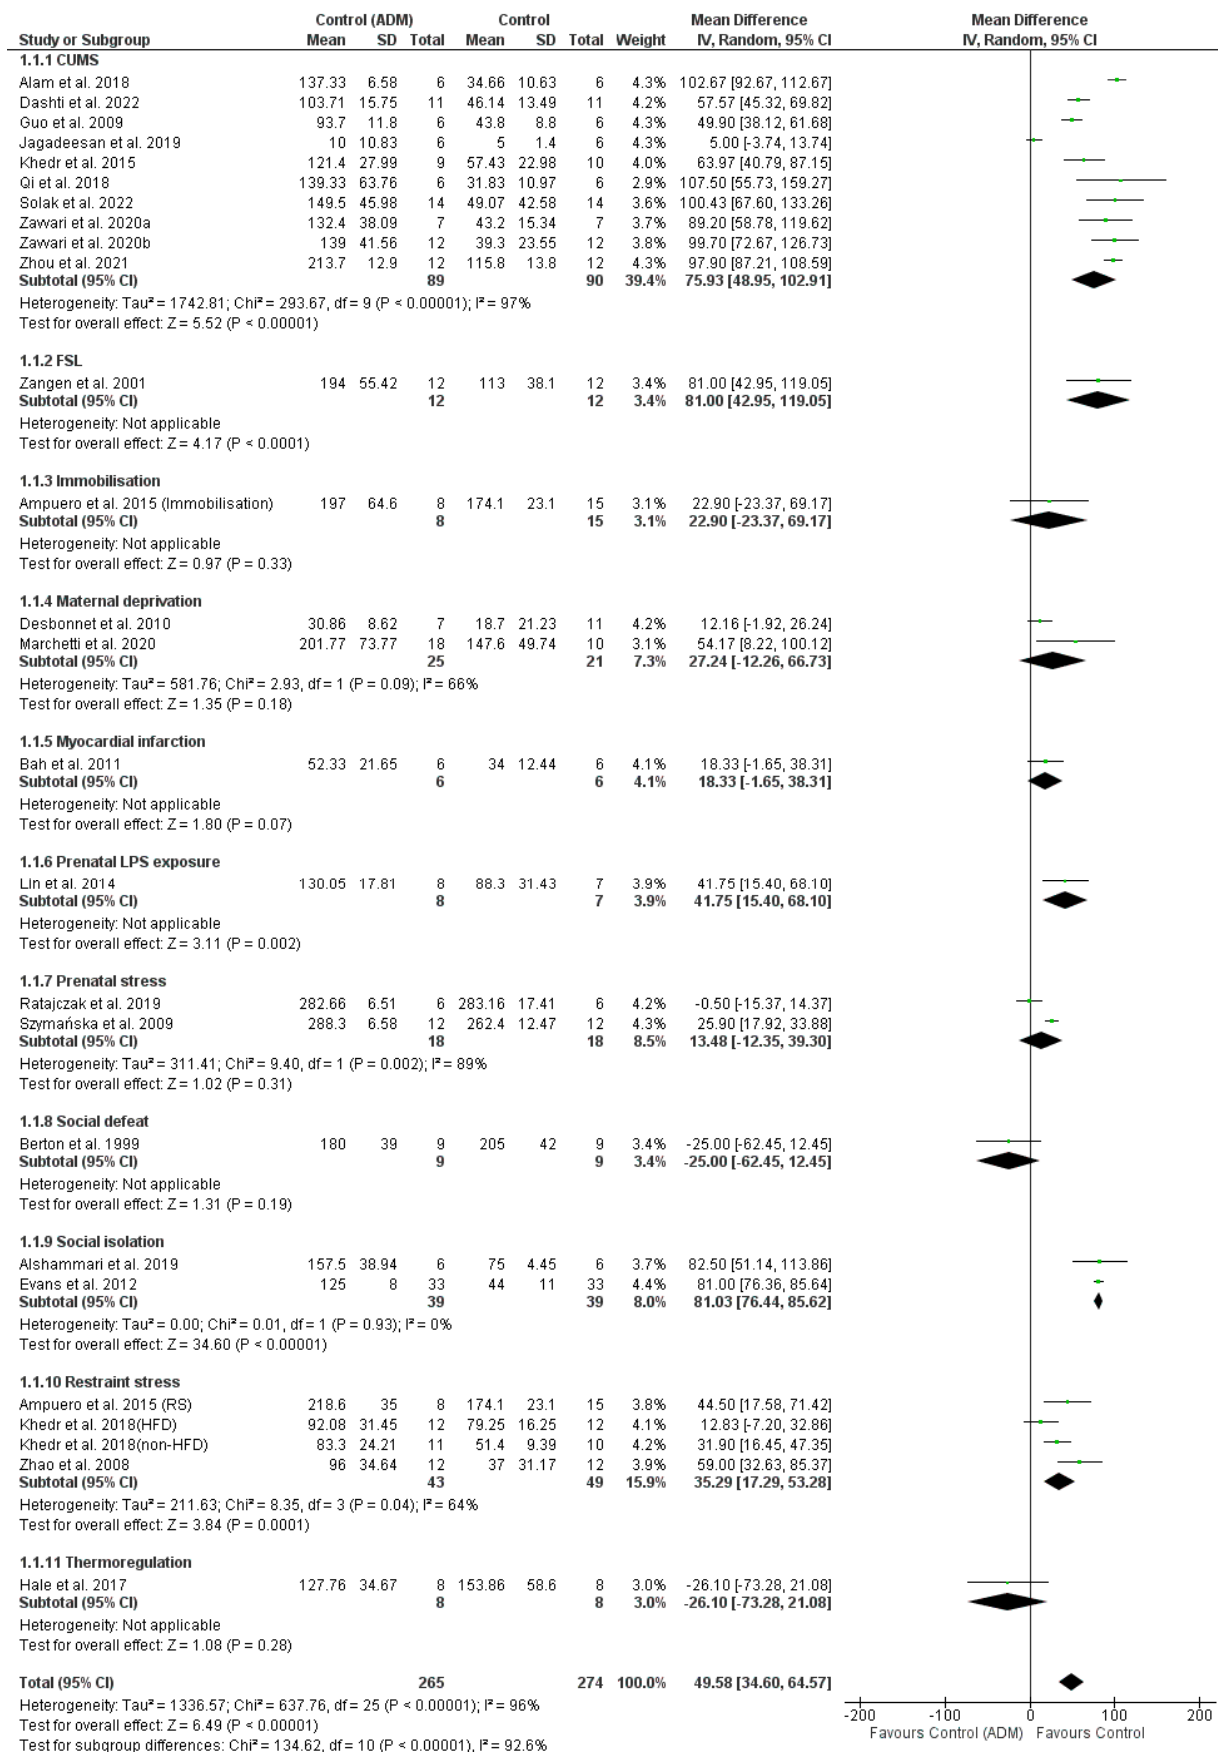 Control (ADM) Control Mean Difference Mean Difference
Study or Subgroup Mean SD Total Mean SD Total Weight IV, Random, 95% CI IV, Random, 95% CI
1.1.1 CUMS
Alam et al. 2018 137.33 6.58 6 34.66 10.63 6 4.3% 102.67 [92.67, 112.67]
Dashti et al. 2022 103.71 15.75 11 46.14 13.49 11 4.2% 57.57 [45.32, 69.82]
Guo et al. 2009 93.7 11.8 6 43.8 8.8 6 4.3% 49.90 [38.12, 61.68]
Jagadeesan et al. 2019 10 10.83 6 5 1.4 6 4.3% 5.00 [-3.74, 13.74]
Khedr et al. 2015 121.4 27.99 9 57.43 22.98 10 4.0% 63.97 [40.79, 87.15]
Qi et al. 2018 139.33 63.76 6 31.83 10.97 6 2.9% 107.50 [55.73, 159.27]
Solak et al. 2022 149.5 45.98 14 49.07 42.58 14 3.6% 100.43 [67.60, 133.26]
Zawari et al. 2020a 132.4 38.09 7 43.2 15.34 7 3.7% 89.20 [58.78, 119.62]
Zawari et al. 2020b 139 41.56 12 39.3 23.55 12 3.8% 99.70 [72.67, 126.73]
Zhou et al. 2021 213.7 12.9 12 115.8 13.8 12 4.3% 97.90 [87.21, 108.59]
Subtotal (95% CI) 89 90 39.4% 75.93 [48.95, 102.91]
Heterogeneity: Tau² = 1742.81; Chi² = 293.67, df = 9 (P < 0.00001); I² = 97%
Test for overall effect: Z = 5.52 (P < 0.00001)
1.1.2 FSL
Zangen et al. 2001 194 55.42 12 113 38.1 12 3.4% 81.00 [42.95, 119.05]
Subtotal (95% CI) 12 12 3.4% 81.00 [42.95, 119.05]
Heterogeneity: Not applicable
Test for overall effect: Z = 4.17 (P < 0.0001)
1.1.3 Immobilisation
Ampuero et al. 2015 (Immobilisation) 197 64.6 8 174.1 23.1 15 3.1% 22.90 [-23.37, 69.17]
Subtotal (95% CI) 8 15 3.1% 22.90 [-23.37, 69.17]
Heterogeneity: Not applicable
Test for overall effect: Z = 0.97 (P = 0.33)
1.1.4 Maternal deprivation
Desbonnet et al. 2010 30.86 8.62 7 18.7 21.23 11 4.2% 12.16 [-1.92, 26.24]
Marchetti et al. 2020 201.77 73.77 18 147.6 49.74 10 3.1% 54.17 [8.22, 100.12]
Subtotal (95% CI) 25 21 7.3% 27.24 [-12.26, 66.73]
Heterogeneity: Tau² = 581.76; Chi² = 2.93, df = 1 (P = 0.09); I² = 66%
Test for overall effect: Z = 1.35 (P = 0.18)
1.1.5 Myocardial infarction
Bah et al. 2011 52.33 21.65 6 34 12.44 6 4.1% 18.33 [-1.65, 38.31]
Subtotal (95% CI) 6 6 4.1% 18.33 [-1.65, 38.31]
Heterogeneity: Not applicable
Test for overall effect: Z = 1.80 (P = 0.07)
1.1.6 Prenatal LPS exposure
Lin et al. 2014 130.05 17.81 8 88.3 31.43 7 3.9% 41.75 [15.40, 68.10]
Subtotal (95% CI) 8 7 3.9% 41.75 [15.40, 68.10]
Heterogeneity: Not applicable
Test for overall effect: Z = 3.11 (P = 0.002)
1.1.7 Prenatal stress
Ratajczak et al. 2019 282.66 6.51 6 283.16 17.41 6 4.2% -0.50 [-15.37, 14.37]
Szymańska et al. 2009 288.3 6.58 12 262.4 12.47 12 4.3% 25.90 [17.92, 33.88]
Subtotal (95% CI) 18 18 8.5% 13.48 [-12.35, 39.30]
Heterogeneity: Tau² = 311.41; Chi² = 9.40, df = 1 (P = 0.002); I² = 89%
Test for overall effect: Z = 1.02 (P = 0.31)
1.1.8 Social defeat
Berton et al. 1999 180 39 9 205 42 9 3.4% -25.00 [-62.45, 12.45]
Subtotal (95% CI) 9 9 3.4% -25.00 [-62.45, 12.45]
Heterogeneity: Not applicable
Test for overall effect: Z = 1.31 (P = 0.19)
1.1.9 Social isolation
Alshammari et al. 2019 157.5 38.94 6 75 4.45 6 3.7% 82.50 [51.14, 113.86]
Evans et al. 2012 125 8 33 44 11 33 4.4% 81.00 [76.36, 85.64]
Subtotal (95% CI) 39 39 8.0% 81.03 [76.44, 85.62]
Heterogeneity: Tau² = 0.00; Chi² = 0.01, df = 1 (P = 0.93); I² = 0%
Test for overall effect: Z = 34.60 (P < 0.00001)
1.1.10 Restraint stress
Ampuero et al. 2015 (RS) 218.6 35 8 174.1 23.1 15 3.8% 44.50 [17.58, 71.42]
Khedr et al. 2018(HFD) 92.08 31.45 12 79.25 16.25 12 4.1% 12.83 [-7.20, 32.86]
Khedr et al. 2018(non-HFD) 83.3 24.21 11 51.4 9.39 10 4.2% 31.90 [16.45, 47.35]
Zhao et al. 2008 96 34.64 12 37 31.17 12 3.9% 59.00 [32.63, 85.37]
Subtotal (95% CI) 43 49 15.9% 35.29 [17.29, 53.28]
Heterogeneity: Tau² = 211.63; Chi² = 8.35, df = 3 (P = 0.04); I² = 64%
Test for overall effect: Z = 3.84 (P = 0.0001)
1.1.11 Thermoregulation
Hale et al. 2017 127.76 34.67 8 153.86 58.6 8 3.0% -26.10 [-73.28, 21.08]
Subtotal (95% CI) 8 8 3.0% -26.10 [-73.28, 21.08]
Heterogeneity: Not applicable
Test for overall effect: Z = 1.08 (P = 0.28)
Total (95% CI) 265 274 100.0% 49.58 [34.60, 64.57]
Heterogeneity: Tau² = 1336.57; Chi² = 637.76, df = 25 (P < 0.00001); I² = 96%
Test for overall effect: Z = 6.49 (P < 0.00001)
Test for subgroup differences: Chi² = 134.62, df = 10 (P < 0.00001), I² = 92.6%
-200 -100 0 100 200
Favours Control (ADM) Favours Control